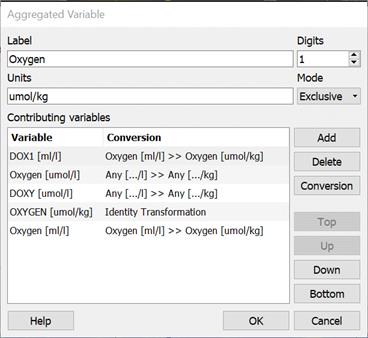 Aggregated Variable
Label Digits
Oxygen 1
Units Mode
umol/kg Exclusive
Contributing variables
Variable Conversion Add
DOX1 [ml/l] Oxygen [ml/l] >> Oxygen [umol/kg]
Oxygen [umol/l] Any [.../l] >> Any [.../kg] Delete
DOXY [ml/l] Any [.../l] >> Any [.../kg] Conversion
OXYGEN [umol/kg] Identity Transformation
Oxygen [ml/l] Oxygen [ml/l] >> Oxygen [umol/kg] Top
Up
Down
Bottom
Help OK Cancel